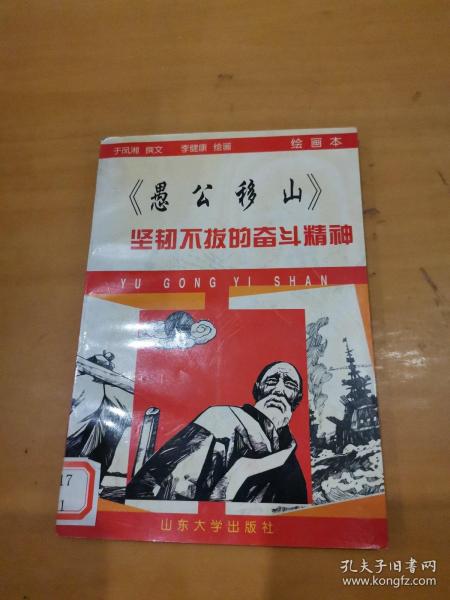 于凤湘 撰文 李健康 绘画 绘画本
《愚公移山》
坚韧不拔的奋斗精神
YU GONG YI SHAN
17
1
山东大学出版社
孔夫子旧书网
www.kongfz.com